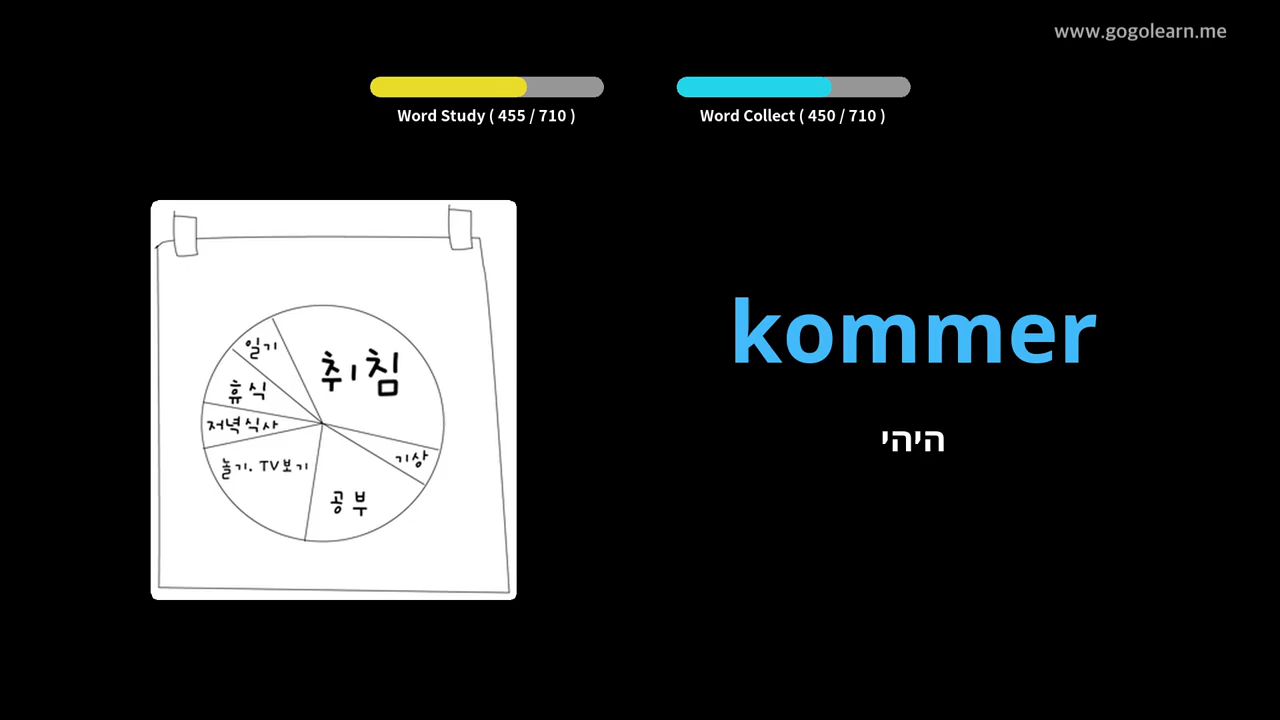 www.gogolearn.me
Word Study ( 455 / 710 )
Word Collect ( 450 / 710 )
일기
취침
휴식
저녁식사
놀기. TV보기
기상
공부
kommer
היהי